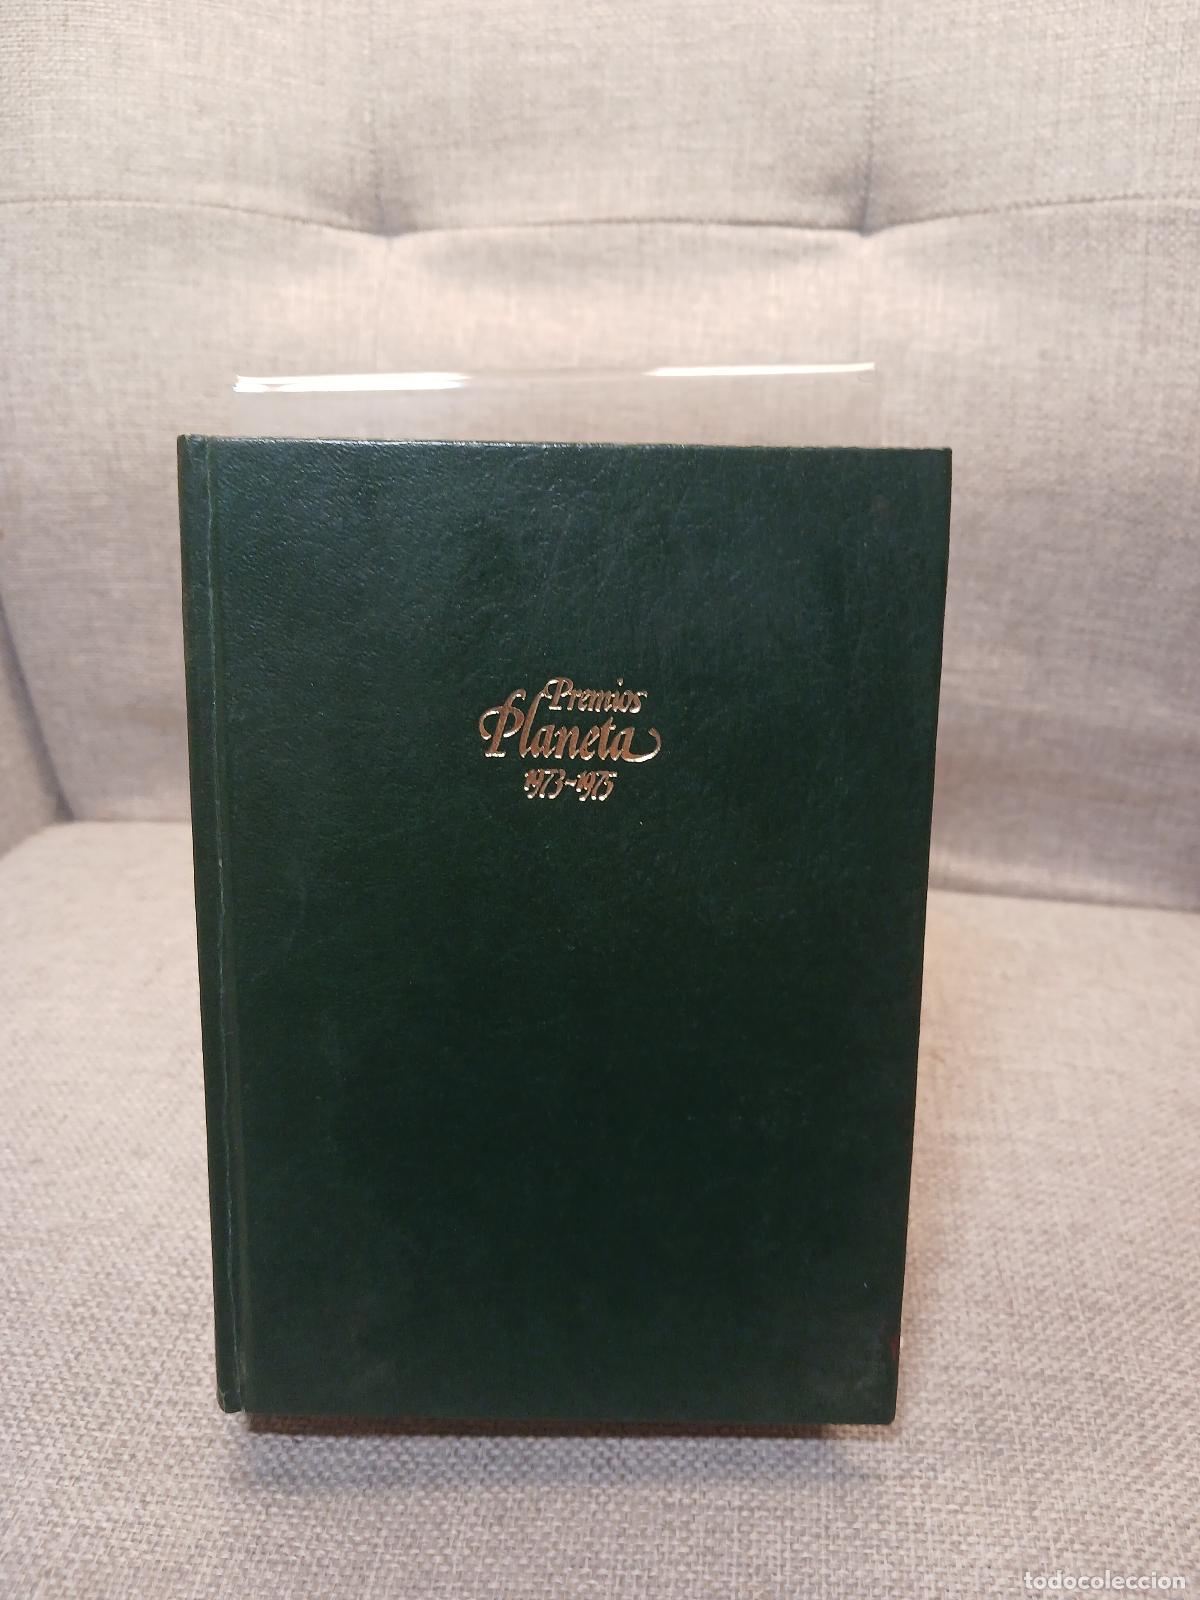 Premios
Planeta
1973-1975
todocoleccion